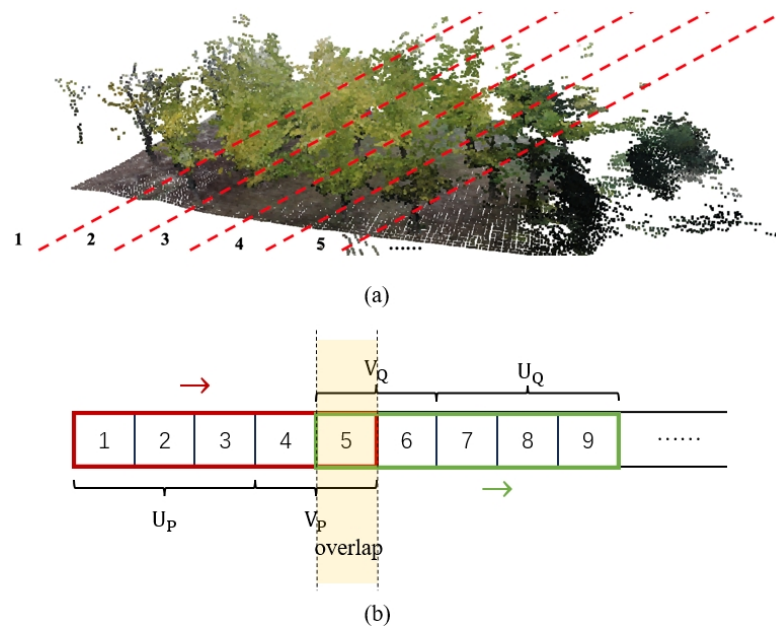 1 2 3 4 5 ······
(a)
V_Q U_Q
→
1 2 3 4 5 6 7 8 9 ······
→
U_P V_P
overlap
(b)